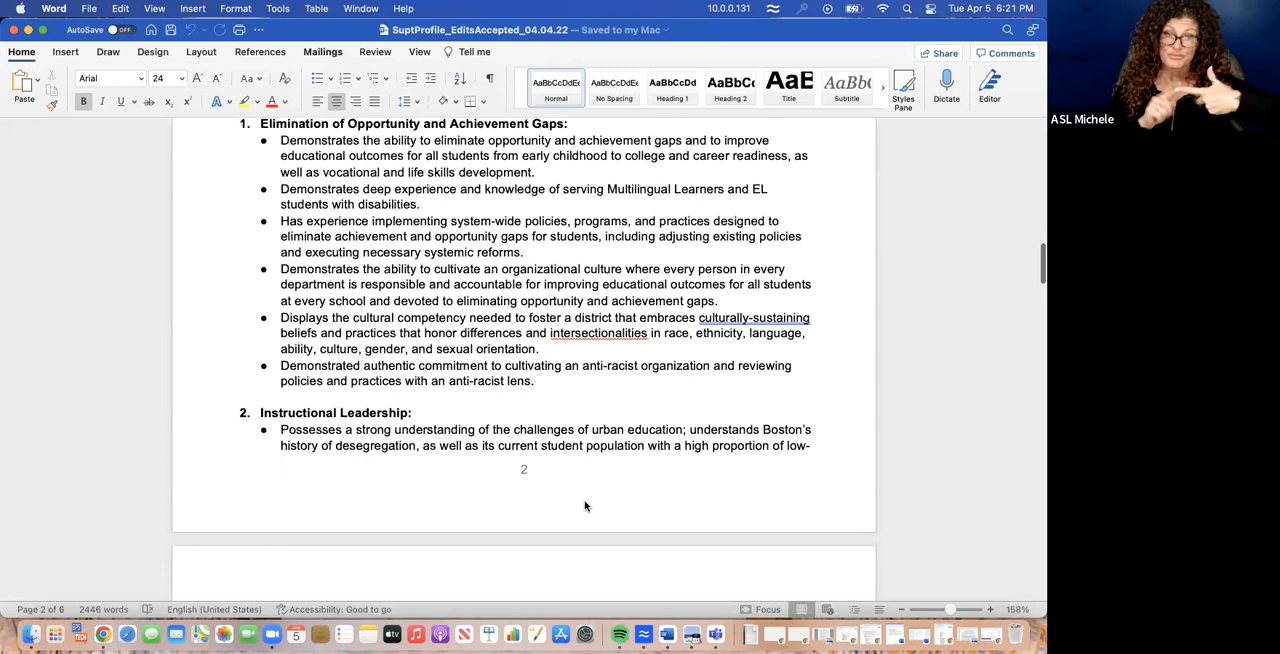 Word File Edit View Insert Format Tools Table Window Help 10.0.0.131 Tue Apr 5 6:21 PM
AutoSave OFF SuptProfile_EditsAccepted_04.04.22 — Saved to my Mac
Home Insert Draw Design Layout References Mailings Review View Tell me Share Comments
Paste Arial 24 AaBbCcDdEe Normal AaBbCcDdEe No Spacing AaBbCcDd Heading 1 AaBbCc Heading 2 AaB Title AaBb( Subtitle Styles Pane Dictate Editor
1. Elimination of Opportunity and Achievement Gaps:
● Demonstrates the ability to eliminate opportunity and achievement gaps and to improve
educational outcomes for all students from early childhood to college and career readiness, as
well as vocational and life skills development.
● Demonstrates deep experience and knowledge of serving Multilingual Learners and EL
students with disabilities.
● Has experience implementing system-wide policies, programs, and practices designed to
eliminate achievement and opportunity gaps for students, including adjusting existing policies
and executing necessary systemic reforms.
● Demonstrates the ability to cultivate an organizational culture where every person in every
department is responsible and accountable for improving educational outcomes for all students
at every school and devoted to eliminating opportunity and achievement gaps.
● Displays the cultural competency needed to foster a district that embraces culturally-sustaining
beliefs and practices that honor differences and intersectionalities in race, ethnicity, language,
ability, culture, gender, and sexual orientation.
● Demonstrated authentic commitment to cultivating an anti-racist organization and reviewing
policies and practices with an anti-racist lens.
2. Instructional Leadership:
● Possesses a strong understanding of the challenges of urban education; understands Boston's
history of desegregation, as well as its current student population with a high proportion of low-
2
Page 2 of 6 2446 words English (United States) Accessibility: Good to go Focus 158%
ASL Michele